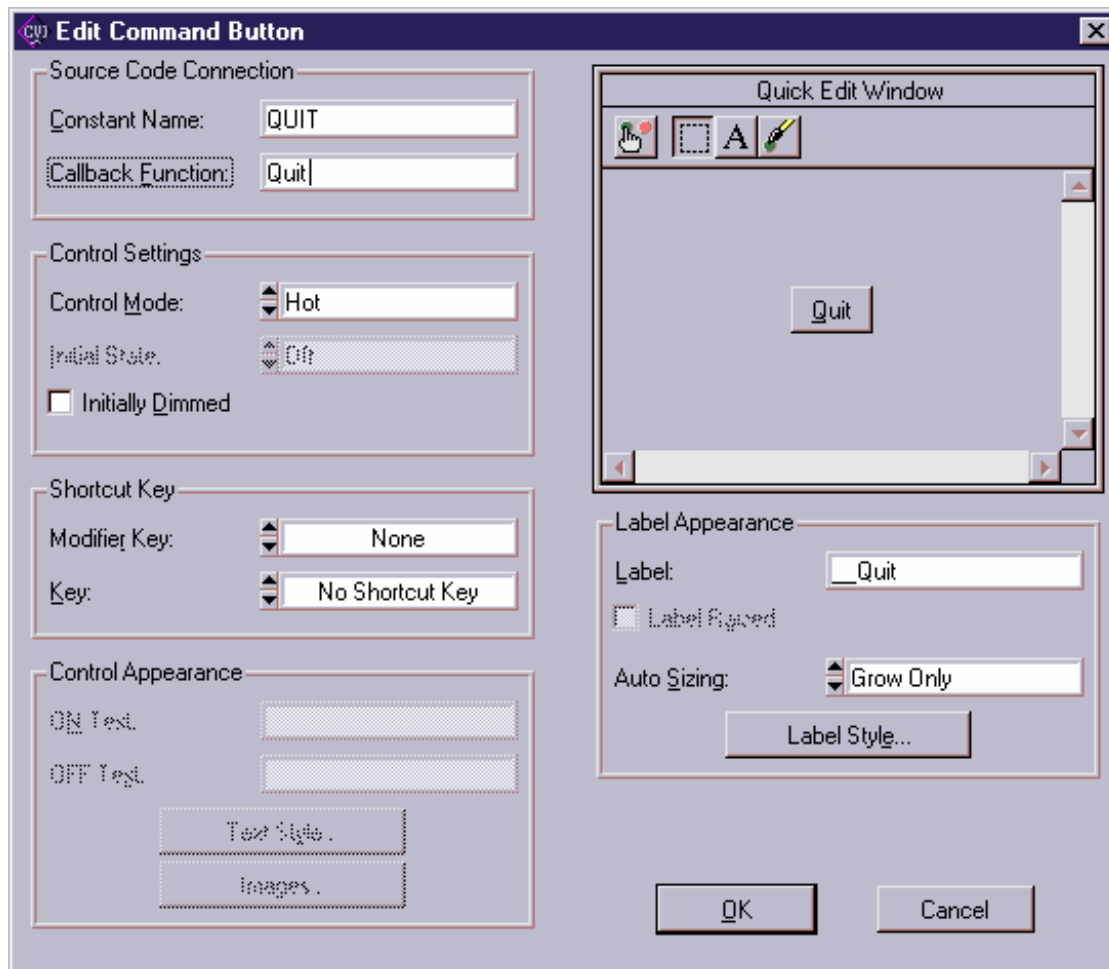 CVI Edit Command Button
Source Code Connection
Constant Name: QUIT
Callback Function: Quit
Control Settings
Control Mode: Hot
Initial State: Off
Initially Dimmed
Shortcut Key
Modifier Key: None
Key: No Shortcut Key
Control Appearance
ON Text:
OFF Text:
Text Style...
Images...
Quick Edit Window
A
Quit
Label Appearance
Label: __Quit
Label Raised
Auto Sizing: Grow Only
Label Style...
OK Cancel